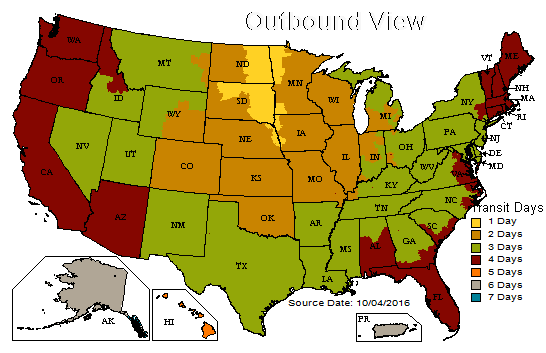 Outbound View
WA
OR
CA
ID
NV
MT
WY
UT
AZ
CO
NM
ND
SD
NE
KS
OK
TX
MN
IA
MO
AR
LA
WI
IL
MS
MI
IN
KY
TN
AL
OH
WV
GA
FL
SC
NC
VA
PA
NY
VT
ME
NH
MA
RI
CT
NJ
DE
MD
AK
HI
PR
Transit Days
1 Day
2 Days
3 Days
4 Days
5 Days
6 Days
7 Days
Source Date: 10/04/2016